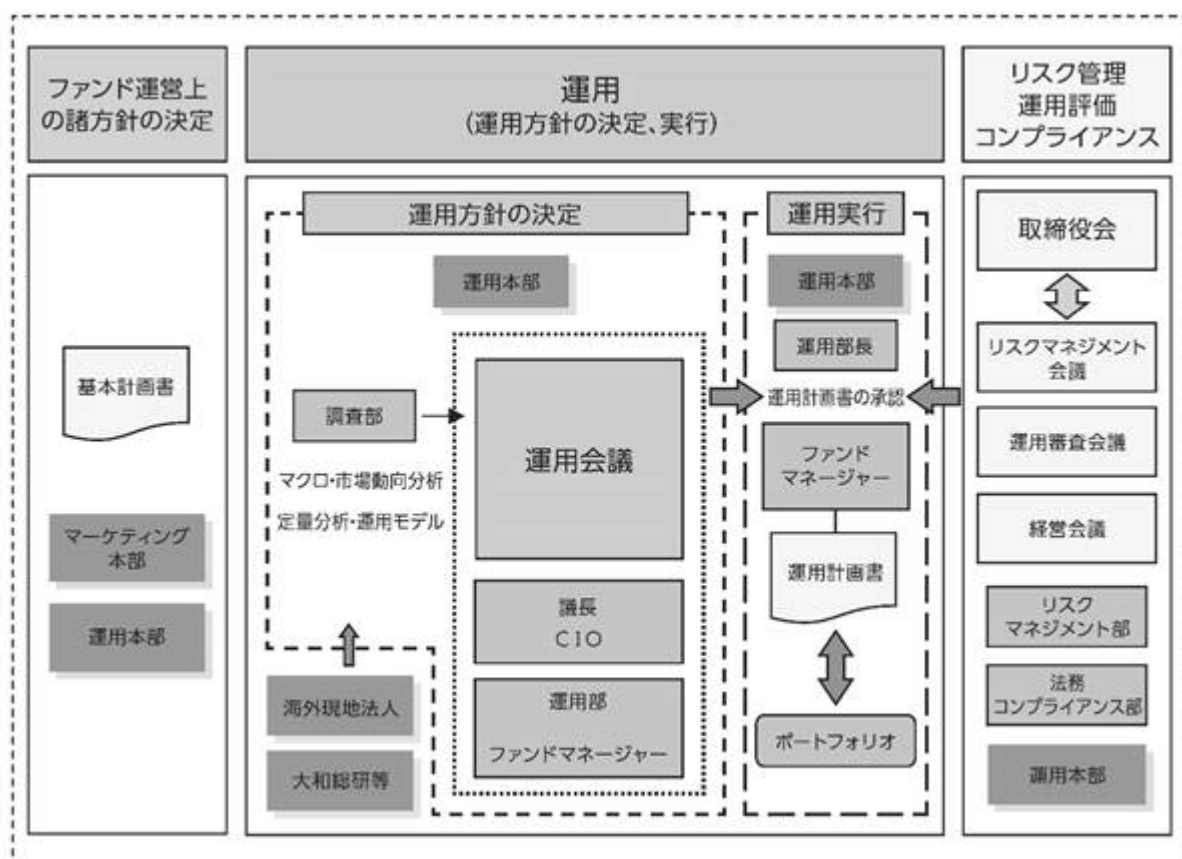 ファンド運営上
の諸方針の決定
運用
(運用方針の決定、実行)
リスク管理
運用評価
コンプライアンス
基本計画書
マーケティング
本部
運用本部
運用方針の決定
運用本部
調査部
マクロ・市場動向分析
定量分析・運用モデル
運用会議
議長
CIO
運用部
ファンドマネージャー
海外現地法人
大和総研等
運用実行
運用本部
運用部長
運用計画書の承認
ファンド
マネージャー
運用計画書
ポートフォリオ
取締役会
リスクマネジメント
会議
運用審査会議
経営会議
リスク
マネジメント部
法務
コンプライアンス部
運用本部